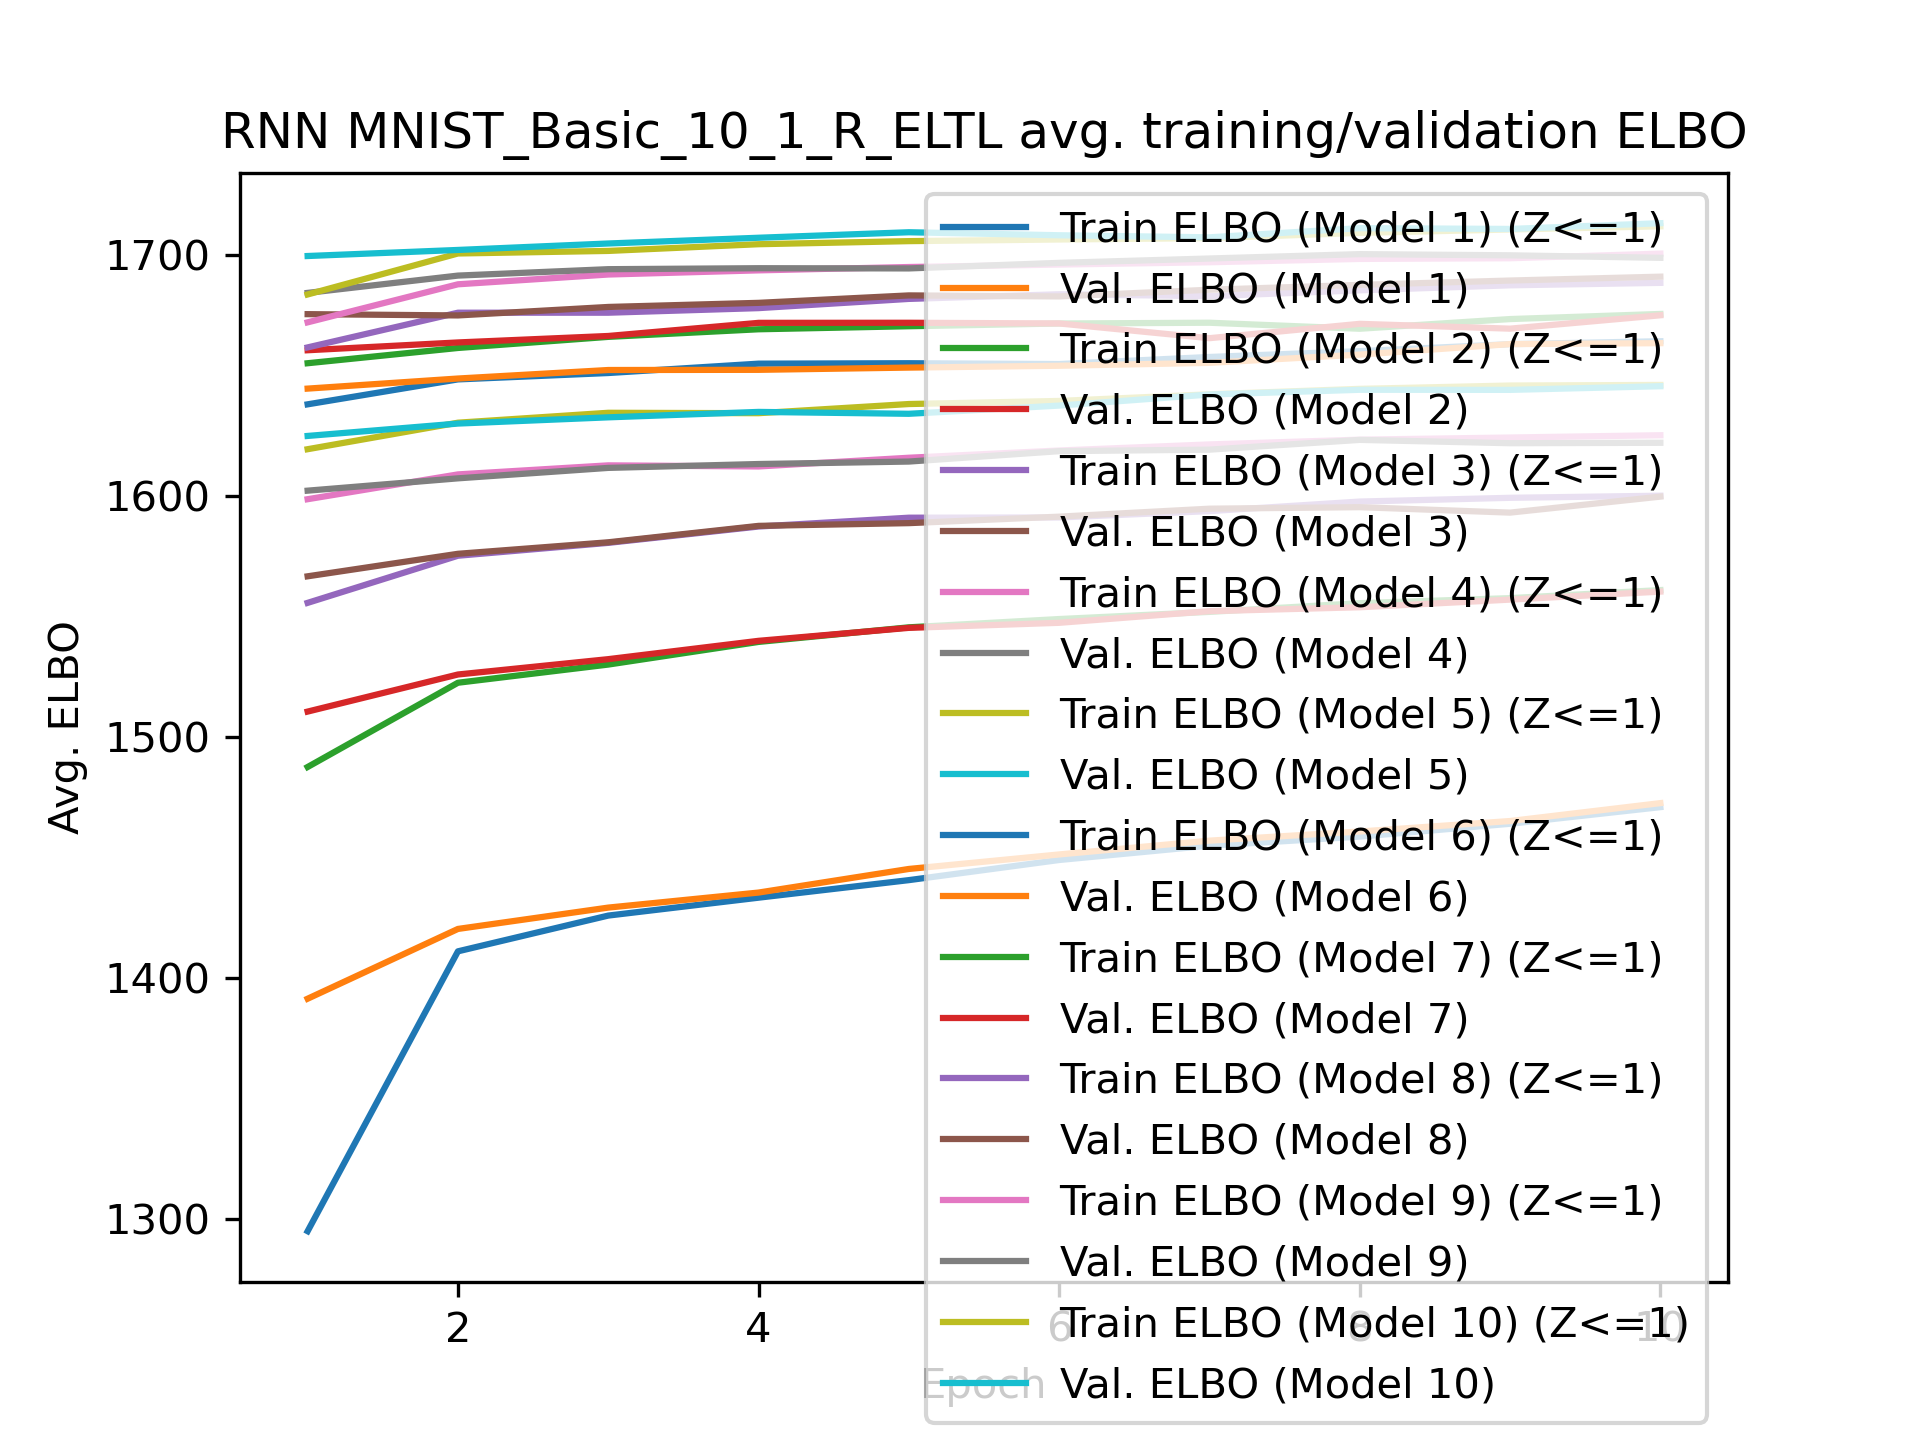 RNN MNIST_Basic_10_1_R_ELTL avg. training/validation ELBO
Avg. ELBO
1700
1600
1500
1400
1300
Train ELBO (Model 1) (Z<=1)
Val. ELBO (Model 1)
Train ELBO (Model 2) (Z<=1)
Val. ELBO (Model 2)
Train ELBO (Model 3) (Z<=1)
Val. ELBO (Model 3)
Train ELBO (Model 4) (Z<=1)
Val. ELBO (Model 4)
Train ELBO (Model 5) (Z<=1)
Val. ELBO (Model 5)
Train ELBO (Model 6) (Z<=1)
Val. ELBO (Model 6)
Train ELBO (Model 7) (Z<=1)
Val. ELBO (Model 7)
Train ELBO (Model 8) (Z<=1)
Val. ELBO (Model 8)
Train ELBO (Model 9) (Z<=1)
Val. ELBO (Model 9)
Train ELBO (Model 10) (Z<=1)
Val. ELBO (Model 10)
2 4 6 8 10
Epoch